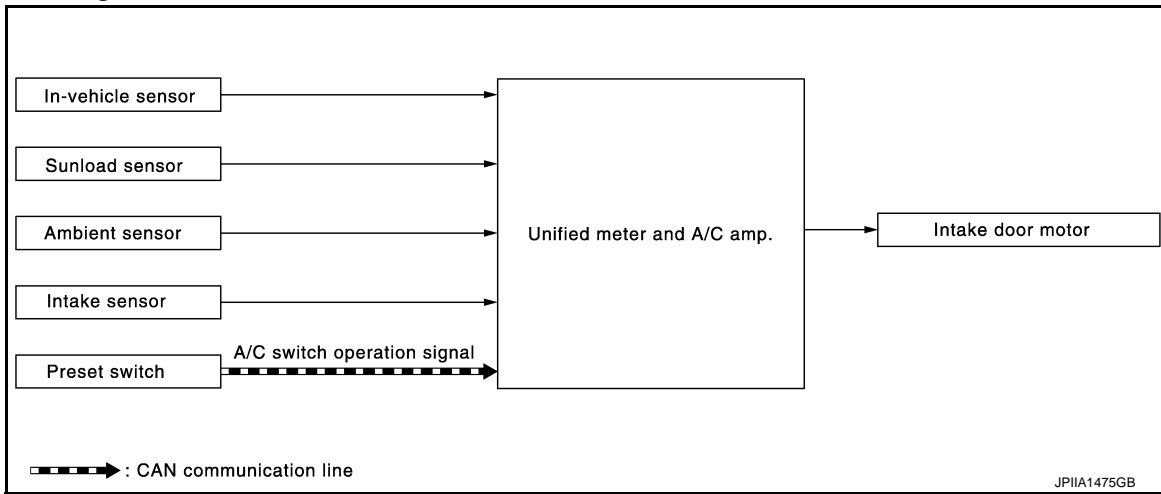 In-vehicle sensor
Sunload sensor
Ambient sensor
Intake sensor
Preset switch
A/C switch operation signal
Unified meter and A/C amp.
Intake door motor
: CAN communication line
JPIIA1475GB